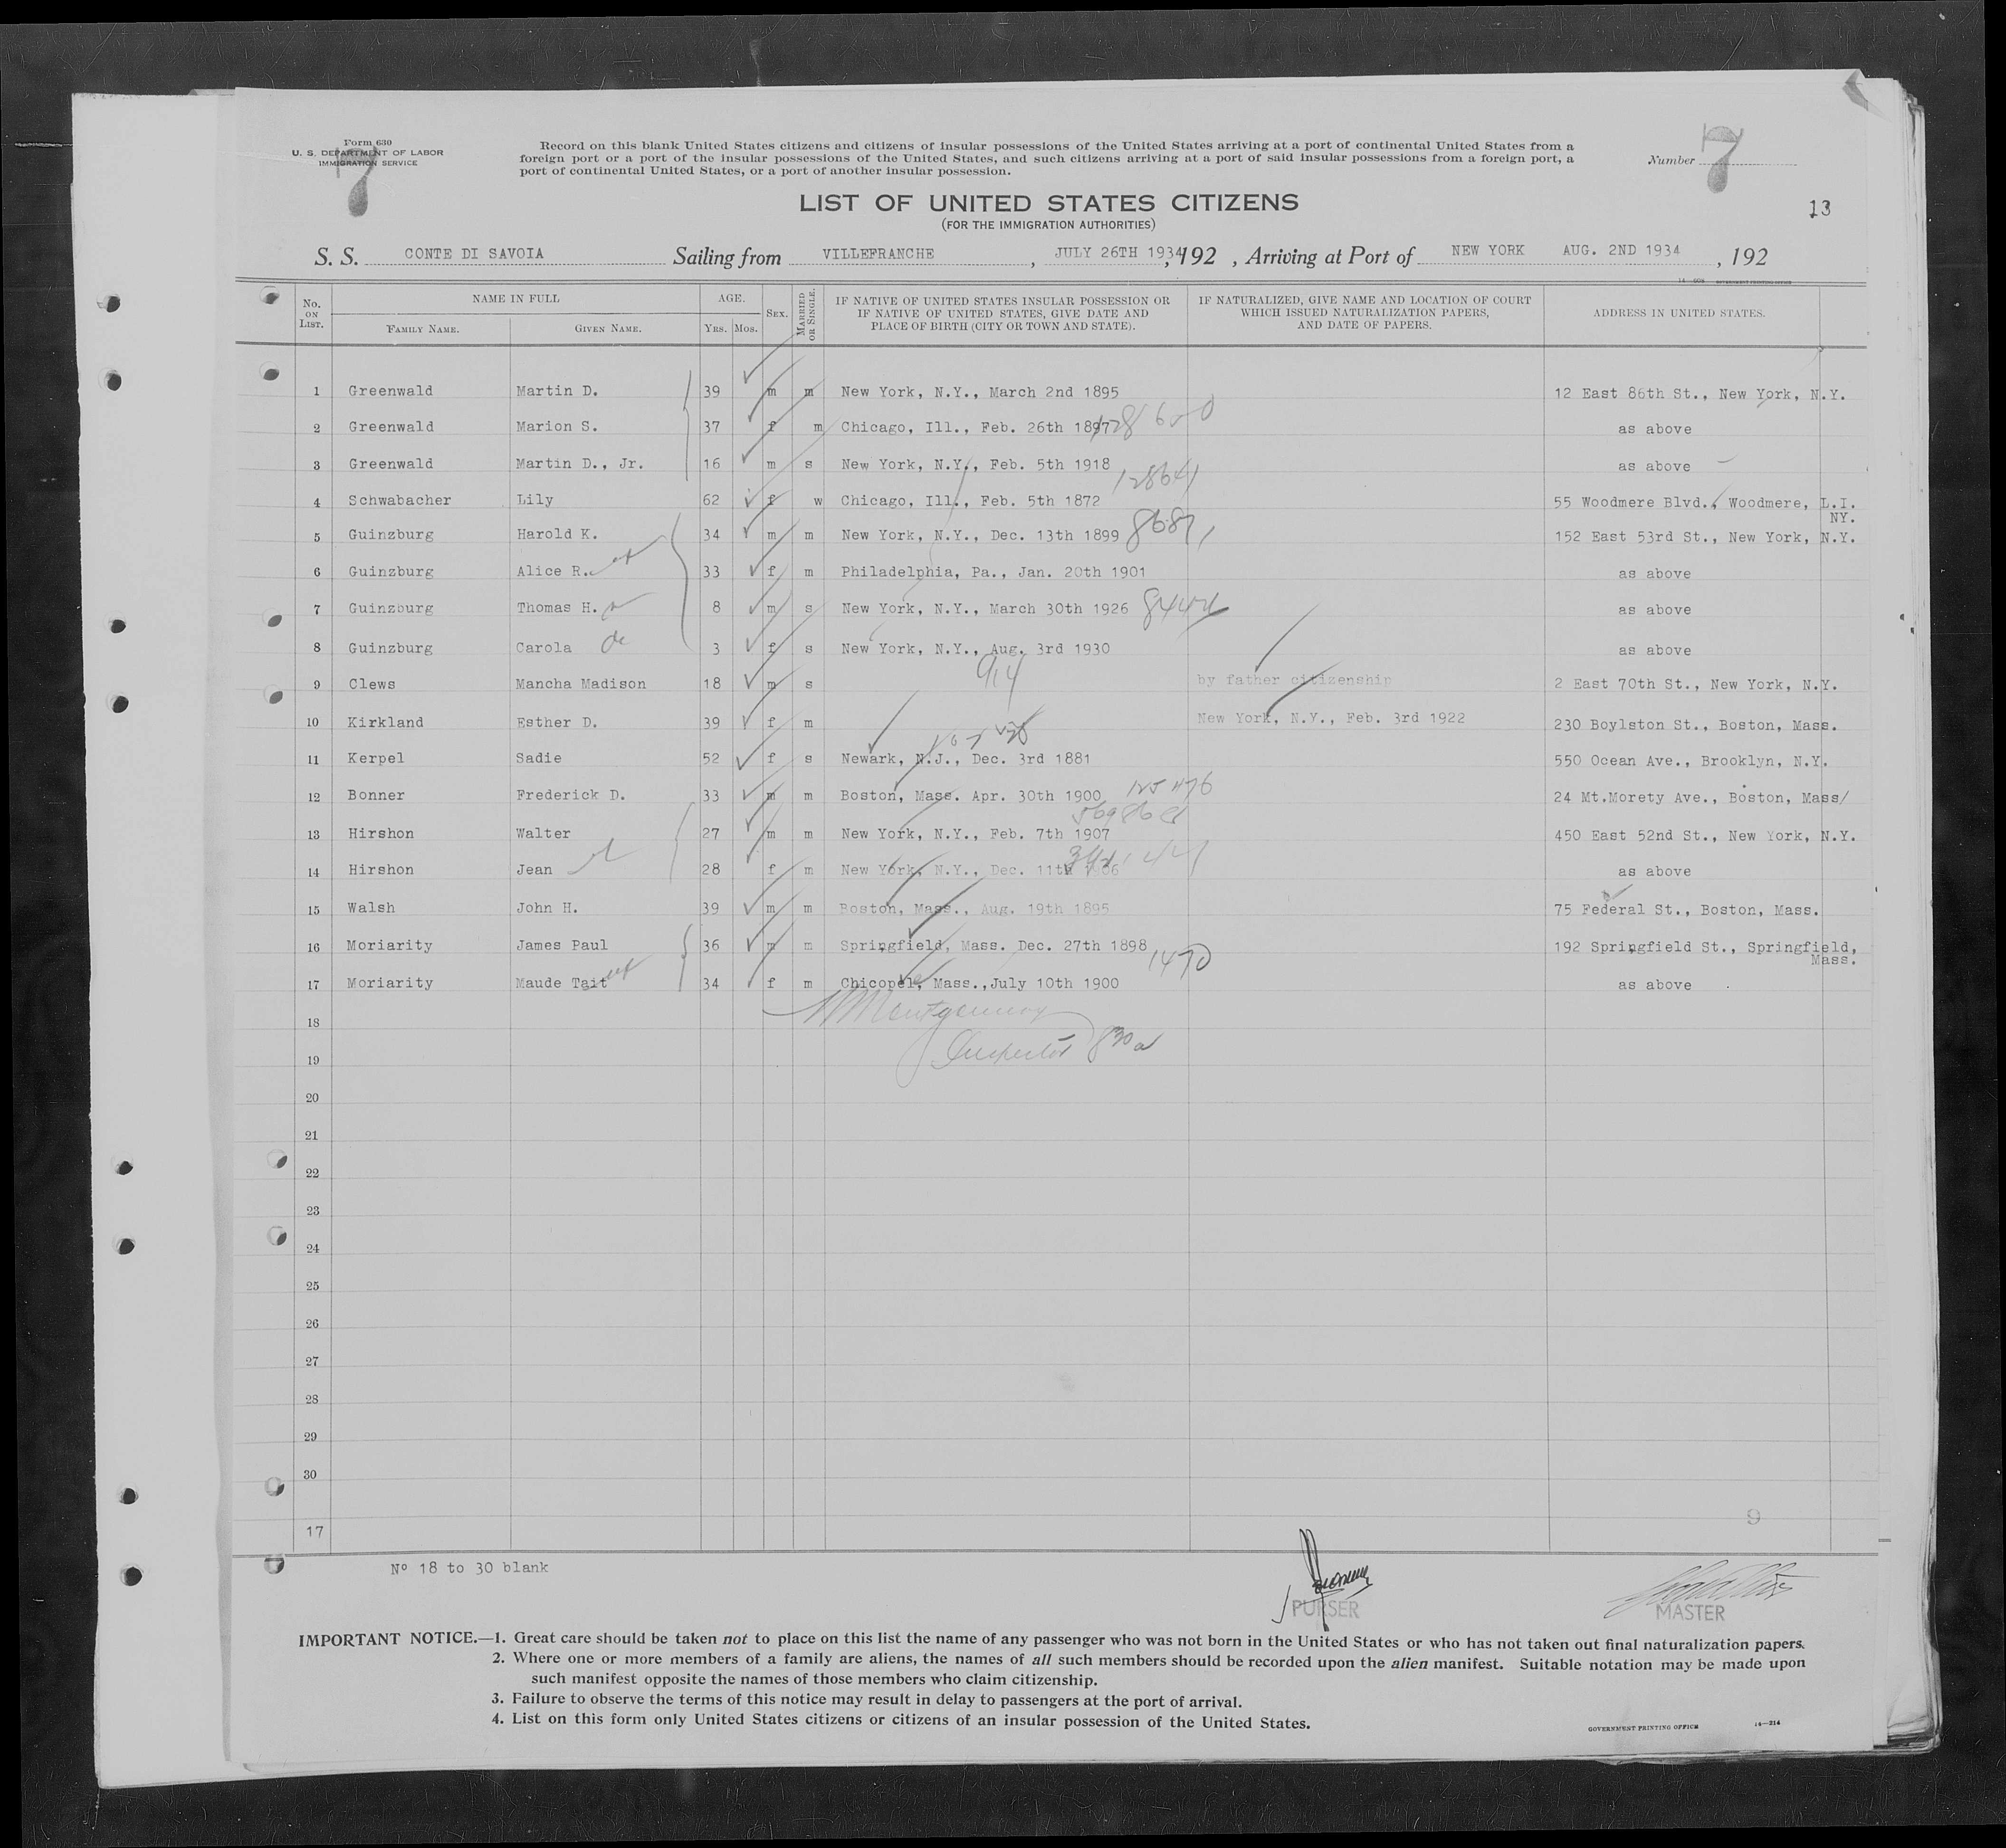 Form 630
U. S. DEPARTMENT OF LABOR
IMMIGRATION SERVICE
7
Record on this blank United States citizens and citizens of insular possessions of the United States arriving at a port of continental United States from a
foreign port or a port of the insular possessions of the United States, and such citizens arriving at a port of said insular possessions from a foreign port, a
port of continental United States, or a port of another insular possession.
Number 7
13
LIST OF UNITED STATES CITIZENS
(FOR THE IMMIGRATION AUTHORITIES)
S. S. CONTE DI SAVOIA Sailing from VILLEFRANCHE , JULY 26TH 1934, 192 , Arriving at Port of NEW YORK AUG. 2ND 1934 , 192
14—608 GOVERNMENT PRINTING OFFICE
No. ON LIST. NAME IN FULL FAMILY NAME. GIVEN NAME. AGE. YRS. MOS. SEX. MARRIED OR SINGLE. IF NATIVE OF UNITED STATES INSULAR POSSESSION OR IF NATIVE OF UNITED STATES, GIVE DATE AND PLACE OF BIRTH (CITY OR TOWN AND STATE). IF NATURALIZED, GIVE NAME AND LOCATION OF COURT WHICH ISSUED NATURALIZATION PAPERS, AND DATE OF PAPERS. ADDRESS IN UNITED STATES.
1 Greenwald Martin D. 39 m m New York, N.Y., March 2nd 1895 12 East 86th St., New York, N.Y.
2 Greenwald Marion S. 37 f m Chicago, Ill., Feb. 26th 1897 as above
3 Greenwald Martin D., Jr. 16 m s New York, N.Y., Feb. 5th 1918 as above
4 Schwabacher Lily 62 f w Chicago, Ill., Feb. 5th 1872 128641 55 Woodmere Blvd., Woodmere, L.I.
NY.
5 Guinzburg Harold K. 34 m m New York, N.Y., Dec. 13th 1899 152 East 53rd St., New York, N.Y.
6 Guinzburg Alice R. 33 f m Philadelphia, Pa., Jan. 20th 1901 as above
7 Guinzburg Thomas H. 8 m s New York, N.Y., March 30th 1926 as above
8 Guinzburg Carola 3 f s New York, N.Y., Aug. 3rd 1930 as above
914
9 Clews Mancha Madison 18 m s by father citizenship 2 East 70th St., New York, N.Y.
10 Kirkland Esther D. 39 f m New York, N.Y., Feb. 3rd 1922 230 Boylston St., Boston, Mass.
11 Kerpel Sadie 52 f s Newark, N.J., Dec. 3rd 1881 550 Ocean Ave., Brooklyn, N.Y.
12 Bonner Frederick D. 33 m m Boston, Mass. Apr. 30th 1900 125476 24 Mt.Morety Ave., Boston, Mass/
13 Hirshon Walter 27 m m New York, N.Y., Feb. 7th 1907 450 East 52nd St., New York, N.Y.
14 Hirshon Jean 28 f m New York, N.Y., Dec. 11th 1906 as above
15 Walsh John H. 39 m m Boston, Mass., Aug. 19th 1895 75 Federal St., Boston, Mass.
16 Moriarity James Paul 36 m m Springfield, Mass. Dec. 27th 1898 192 Springfield St., Springfield,
Mass.
1470
17 Moriarity Maude Tait 34 f m Chicopee, Mass.,July 10th 1900 as above
Montgomery
18
Inspector 830a
19
20
21
22
23
24
25
26
27
28
29
30
9
17
Nº 18 to 30 blank
PURSER
MASTER
IMPORTANT NOTICE.—1. Great care should be taken not to place on this list the name of any passenger who was not born in the United States or who has not taken out final naturalization papers.
2. Where one or more members of a family are aliens, the names of all such members should be recorded upon the alien manifest. Suitable notation may be made upon
such manifest opposite the names of those members who claim citizenship.
3. Failure to observe the terms of this notice may result in delay to passengers at the port of arrival.
4. List on this form only United States citizens or citizens of an insular possession of the United States.
GOVERNMENT PRINTING OFFICE 14—214